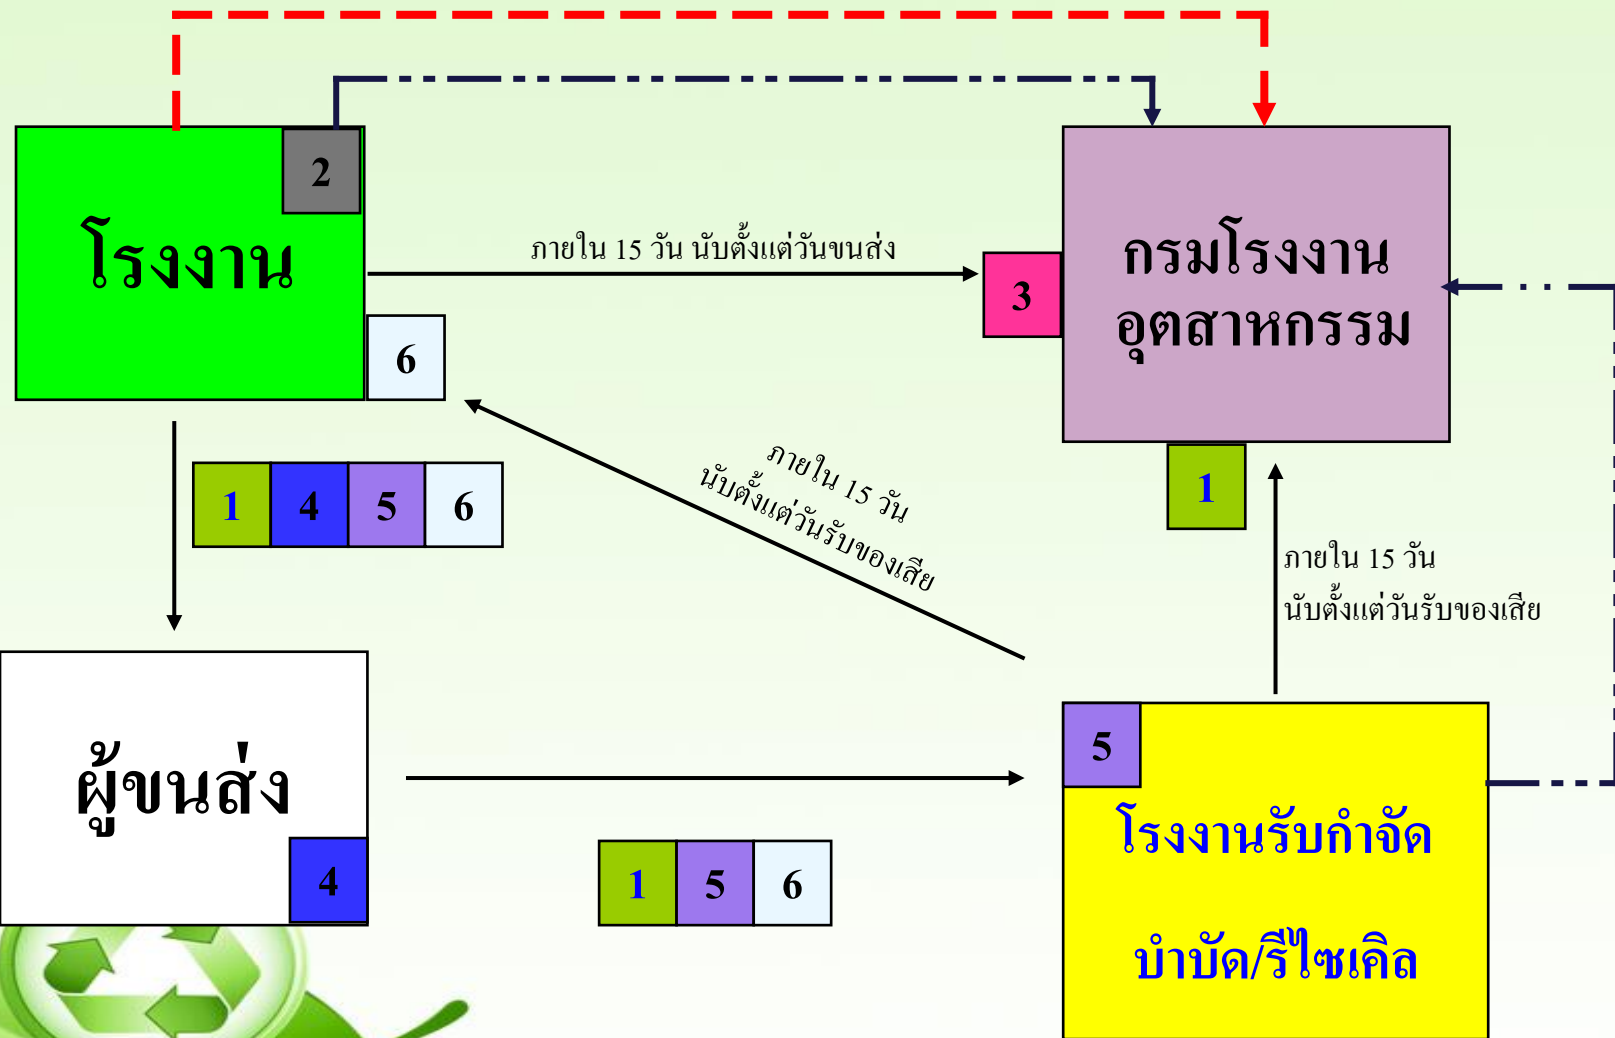 2
โรงงาน
6
ภายใน 15 วัน นับตั้งแต่วันขนส่ง
3
กรมโรงงาน
อุตสาหกรรม
1
1 4 5 6
ภายใน 15 วัน
นับตั้งแต่วันรับของเสีย
ภายใน 15 วัน
นับตั้งแต่วันรับของเสีย
ผู้ขนส่ง
4
1 5 6
5
โรงงานรับกำจัด
บำบัด/รีไซเคิล